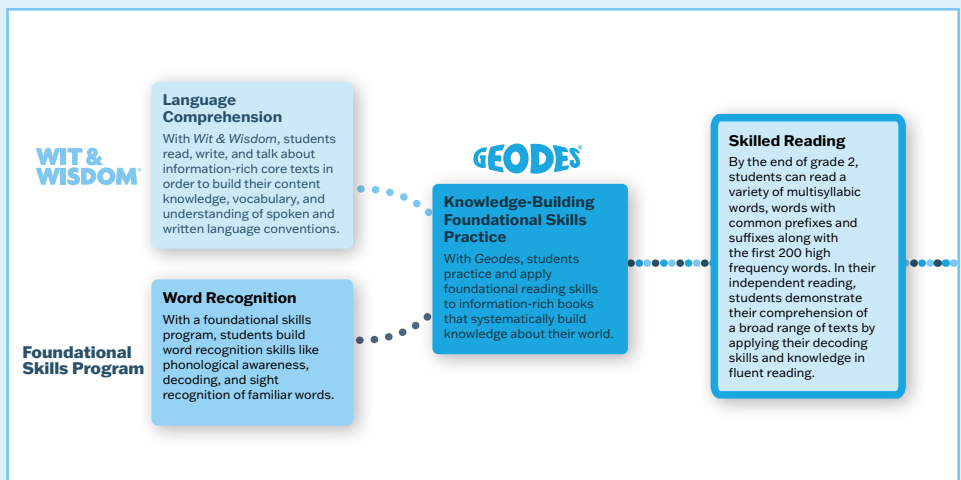 WIT &
WISDOM®
Language
Comprehension
With Wit & Wisdom, students
read, write, and talk about
information-rich core texts in
order to build their content
knowledge, vocabulary, and
understanding of spoken and
written language conventions.
Foundational
Skills Program
Word Recognition
With a foundational skills
program, students build
word recognition skills like
phonological awareness,
decoding, and sight
recognition of familiar words.
GEODES®
Knowledge-Building
Foundational Skills
Practice
With Geodes, students
practice and apply
foundational reading skills
to information-rich books
that systematically build
knowledge about their world.
Skilled Reading
By the end of grade 2,
students can read a
variety of multisyllabic
words, words with
common prefixes and
suffixes along with
the first 200 high
frequency words. In their
independent reading,
students demonstrate
their comprehension of
a broad range of texts by
applying their decoding
skills and knowledge in
fluent reading.